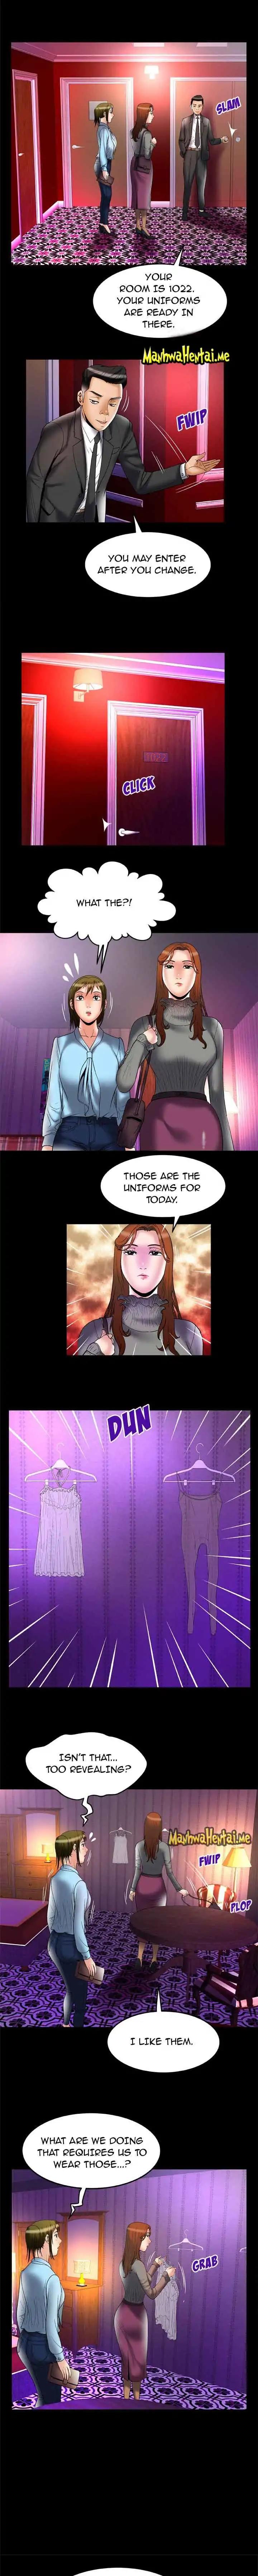 SLAM
YOUR
ROOM IS 1022.
YOUR UNIFORMS
ARE READY IN
THERE.
ManhwaHentai.me
FWIP
YOU MAY ENTER
AFTER YOU CHANGE.
1022
CLICK
WHAT THE?!
THOSE ARE THE
UNIFORMS FOR
TODAY.
DUN
ISN'T THAT...
TOO REVEALING?
ManhwaHentai.me
FWIP
PLOP
I LIKE THEM.
WHAT ARE WE DOING
THAT REQUIRES US TO
WEAR THOSE...?
GRAB